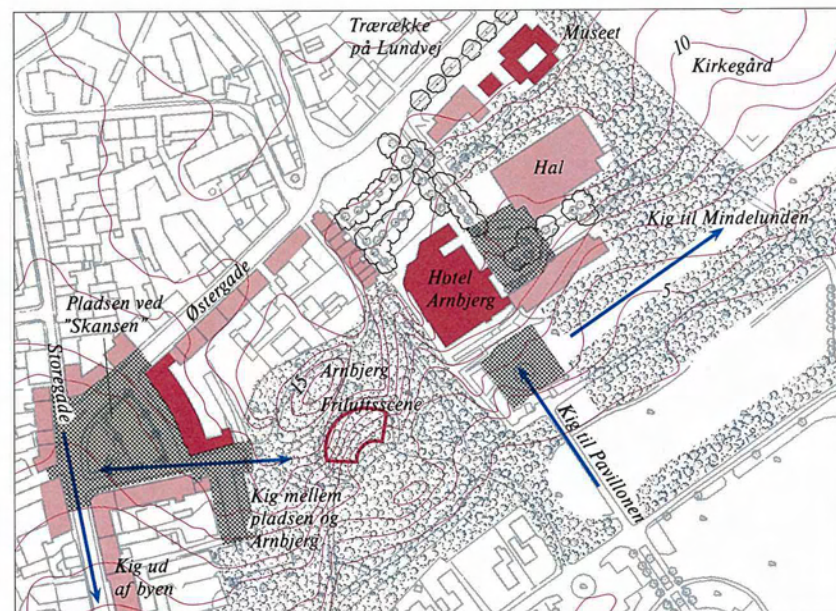 Trærække
på Lundvej
Museet
10
Kirkegård
Hal
Kig til Mindelunden
Hotel
Arnbjerg
5
Østergade
Pladsen ved
"Skansen"
Storegade
15
Arnbjerg
Friluftsscene
Kig til Pavillonen
Kig mellem
pladsen og
Arnbjerg
Kig ud
af byen